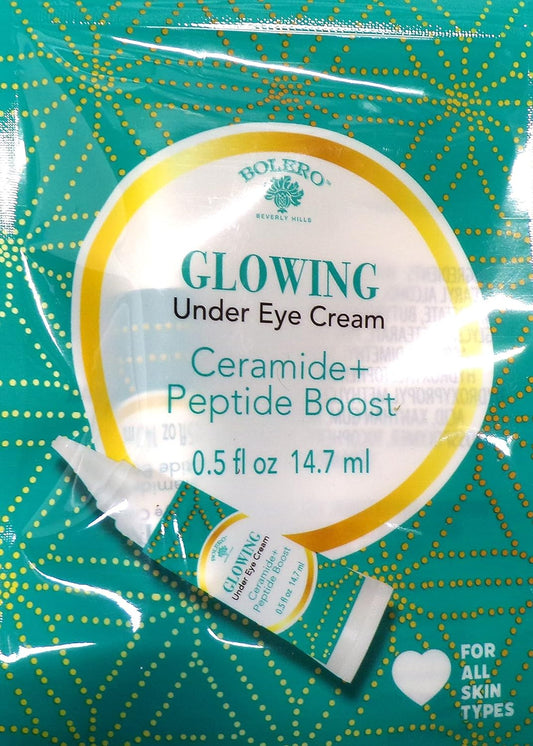 BOLERO™
BEVERLY HILLS
GLOWING
Under Eye Cream
Ceramide+
Peptide Boost
0.5 fl oz 14.7 ml
BOLERO
GLOWING
Under Eye Cream
Ceramide+
Peptide Boost
0.5 fl oz 14.7 ml
FOR
ALL
SKIN
TYPES